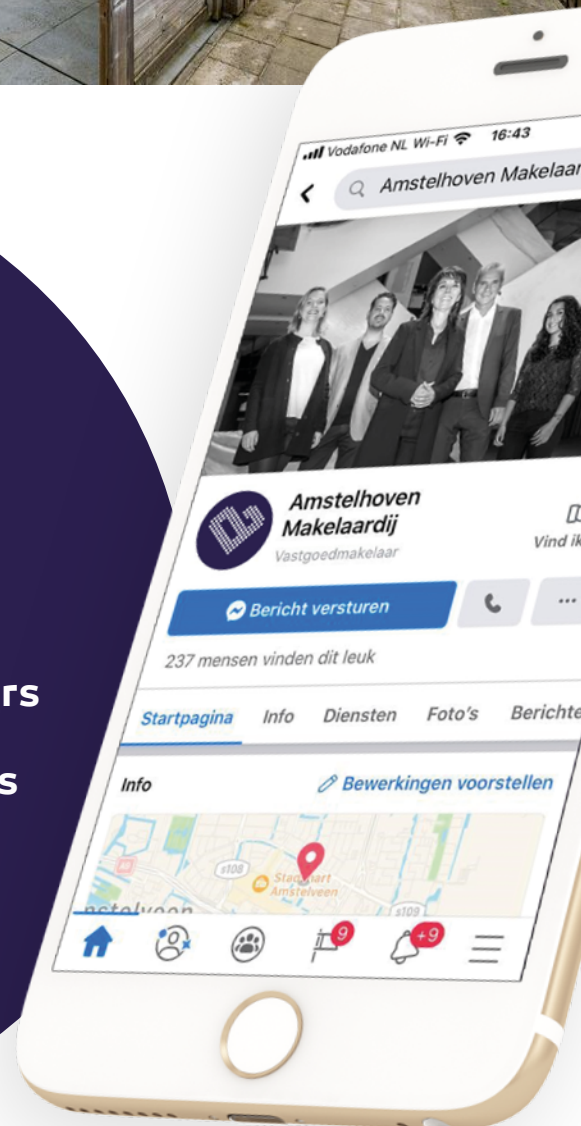 Vodafone NL Wi-Fi 16:43
Amstelhoven Makelaar
Amstelhoven
Makelaardij
Vastgoedmakelaar
Vind ik
Bericht versturen
237 mensen vinden dit leuk
rs
s
Startpagina Info Diensten Foto's Berichte
Info Bewerkingen voorstellen
s108
Stadshart
Amstelveen
s109
9 +9